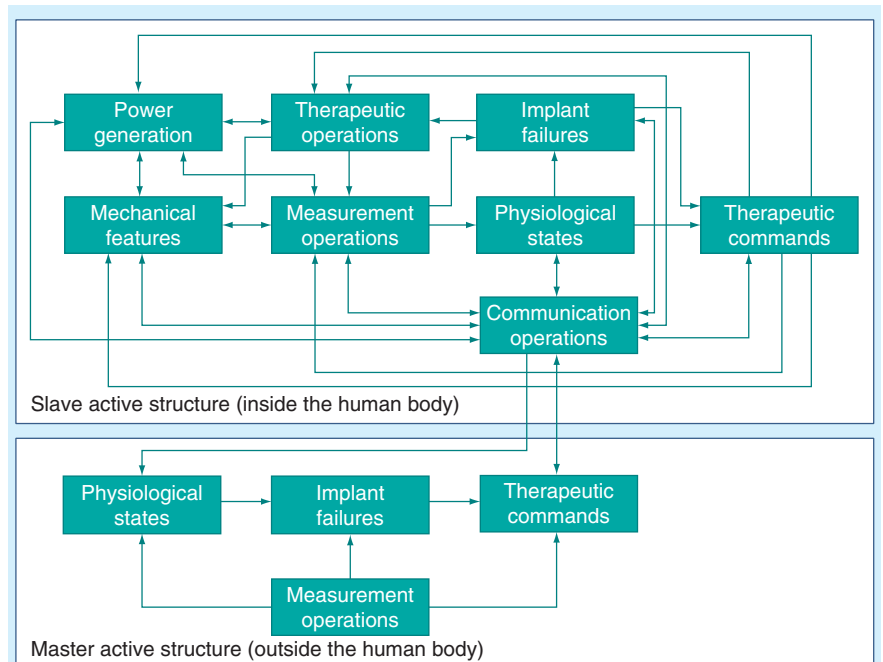 Power
generation
Therapeutic
operations
Implant
failures
Mechanical
features
Measurement
operations
Physiological
states
Therapeutic
commands
Communication
operations
Slave active structure (inside the human body)
Physiological
states
Implant
failures
Therapeutic
commands
Measurement
operations
Master active structure (outside the human body)